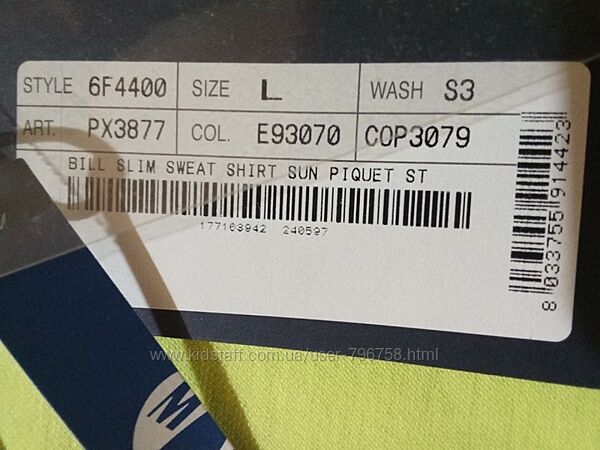 STYLE 6F4400 SIZE L WASH S3
ART. PX3877 COL. E93070 COP3079
BILL SLIM SWEAT SHIRT SUN PIQUET ST
177163942 240597
8 033755 914423
www.kidstaff.com.ua/user-796758.html
M